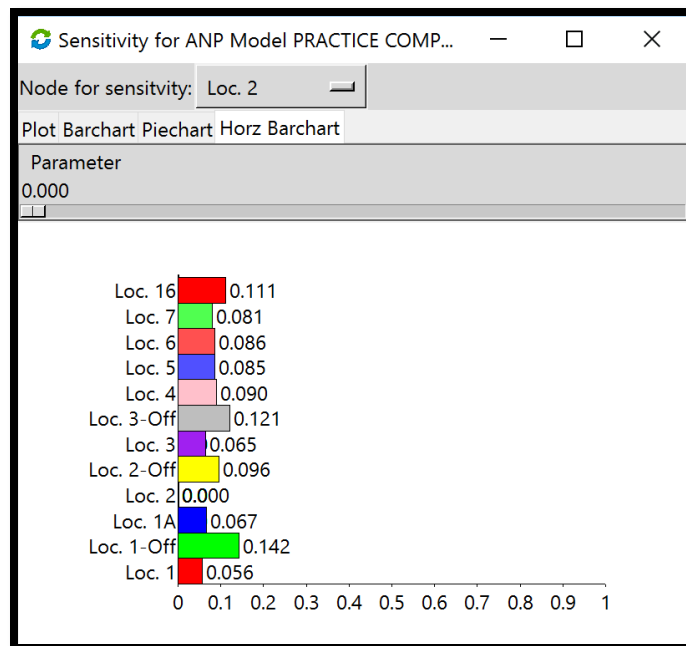 Sensitivity for ANP Model PRACTICE COMP...
Node for sensitvity: Loc. 2
Plot Barchart Piechart Horz Barchart
Parameter
0.000
Loc. 16 0.111
Loc. 7 0.081
Loc. 6 0.086
Loc. 5 0.085
Loc. 4 0.090
Loc. 3-Off 0.121
Loc. 3 0.065
Loc. 2-Off 0.096
Loc. 2 0.000
Loc. 1A 0.067
Loc. 1-Off 0.142
Loc. 1 0.056
0 0.1 0.2 0.3 0.4 0.5 0.6 0.7 0.8 0.9 1